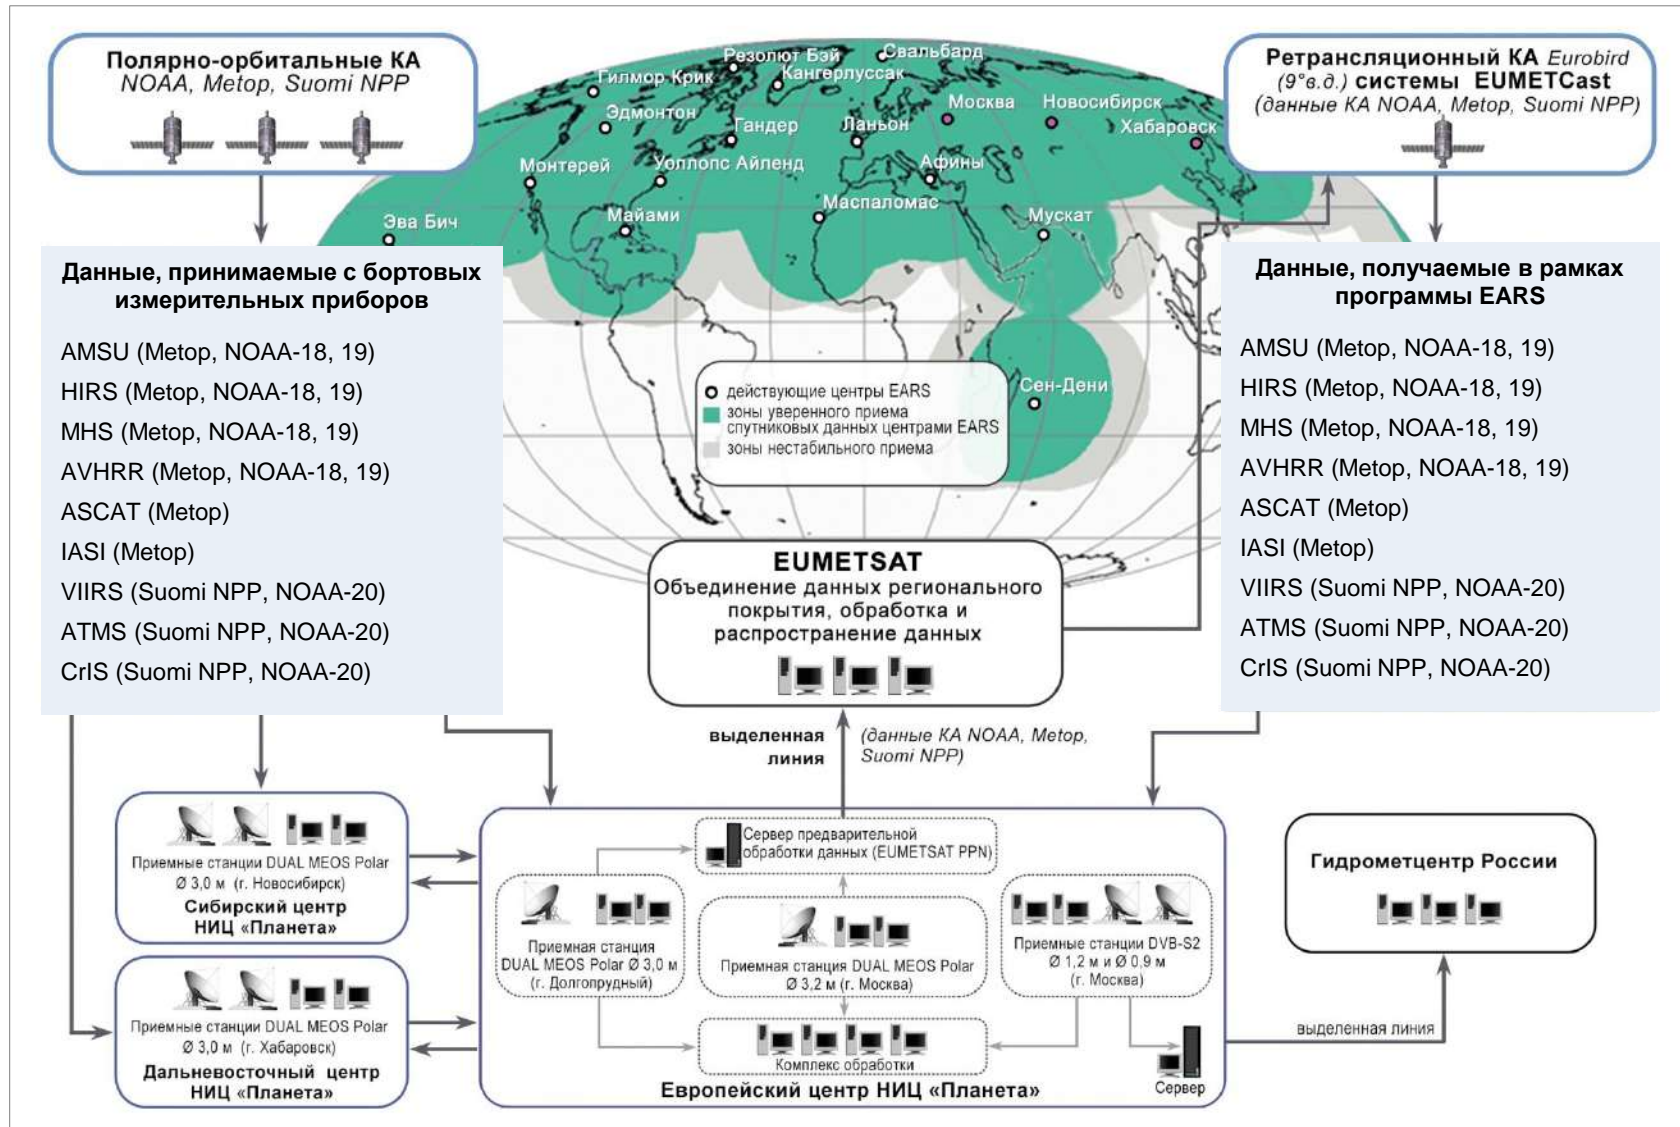 Полярно-орбитальные КА
NOAA, Metop, Suomi NPP
Ретрансляционный КА Eurobird
(9°в.д.) системы EUMETCast
(данные КА NOAA, Metop, Suomi NPP)
Резолют Бэй
Свальбард
Гилмор Крик
Кангерлуссак
Эдмонтон
Гандер
Ланьон
Москва
Новосибирск
Хабаровск
Монтерей
Уоллопс Айленд
Афины
Маспаломас
Эва Бич
Майами
Мускат
Сен-Дени
Данные, принимаемые с бортовых
измерительных приборов
AMSU (Metop, NOAA-18, 19)
HIRS (Metop, NOAA-18, 19)
MHS (Metop, NOAA-18, 19)
AVHRR (Metop, NOAA-18, 19)
ASCAT (Metop)
IASI (Metop)
VIIRS (Suomi NPP, NOAA-20)
ATMS (Suomi NPP, NOAA-20)
CrIS (Suomi NPP, NOAA-20)
действующие центры EARS
зоны уверенного приема
спутниковых данных центрами EARS
зоны нестабильного приема
Данные, получаемые в рамках
программы EARS
AMSU (Metop, NOAA-18, 19)
HIRS (Metop, NOAA-18, 19)
MHS (Metop, NOAA-18, 19)
AVHRR (Metop, NOAA-18, 19)
ASCAT (Metop)
IASI (Metop)
VIIRS (Suomi NPP, NOAA-20)
ATMS (Suomi NPP, NOAA-20)
CrIS (Suomi NPP, NOAA-20)
EUMETSAT
Объединение данных регионального
покрытия, обработка и
распространение данных
выделенная
линия
(данные КА NOAA, Metop,
Suomi NPP)
Приемные станции DUAL MEOS Polar
Ø 3,0 м (г. Новосибирск)
Сибирский центр
НИЦ «Планета»
Приемные станции DUAL MEOS Polar
Ø 3,0 м (г. Хабаровск)
Дальневосточный центр
НИЦ «Планета»
Сервер предварительной
обработки данных (EUMETSAT PPN)
Приемная станция
DUAL MEOS Polar Ø 3,0 м
(г. Долгопрудный)
Приемная станция DUAL MEOS Polar
Ø 3,2 м (г. Москва)
Приемные станции DVB-S2
Ø 1,2 м и Ø 0,9 м
(г. Москва)
Комплекс обработки
Сервер
Европейский центр НИЦ «Планета»
выделенная линия
Гидрометцентр России